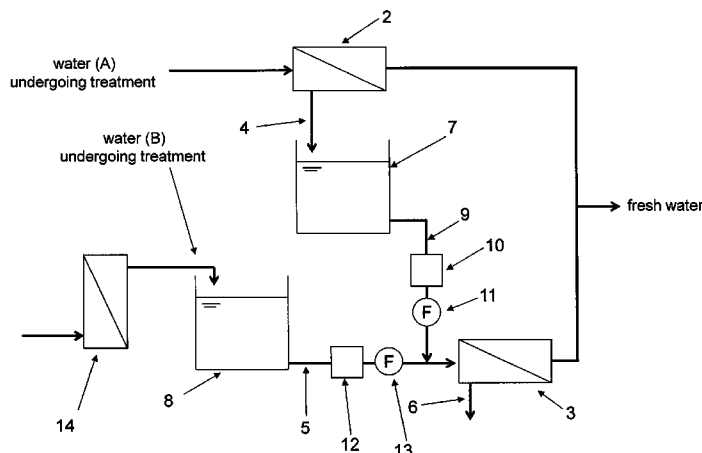 2
water (A)
undergoing treatment
4
7
water (B)
undergoing treatment
9
fresh water
10
11
F
14
8
5
12
F
13
6
3